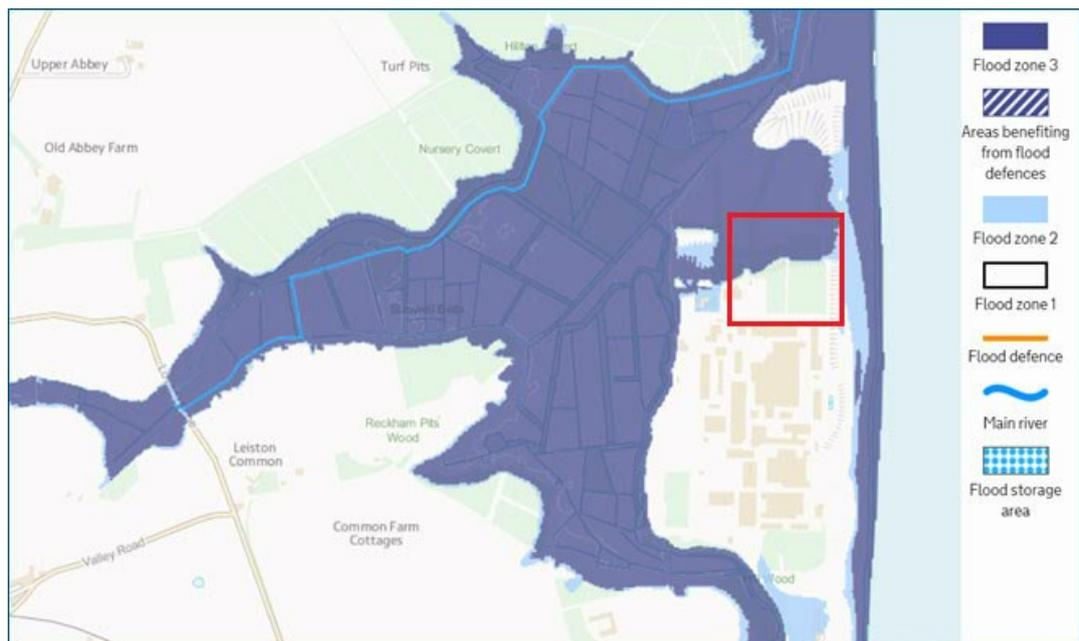 Upper Abbey
Turf Pits
Old Abbey Farm
Nursery Covert
Reckham Pits
Wood
Leiston
Common
Common Farm
Cottages
Valley Road
Wood
Flood zone 3
Areas benefiting
from flood
defences
Flood zone 2
Flood zone 1
Flood defence
Main river
Flood storage
area